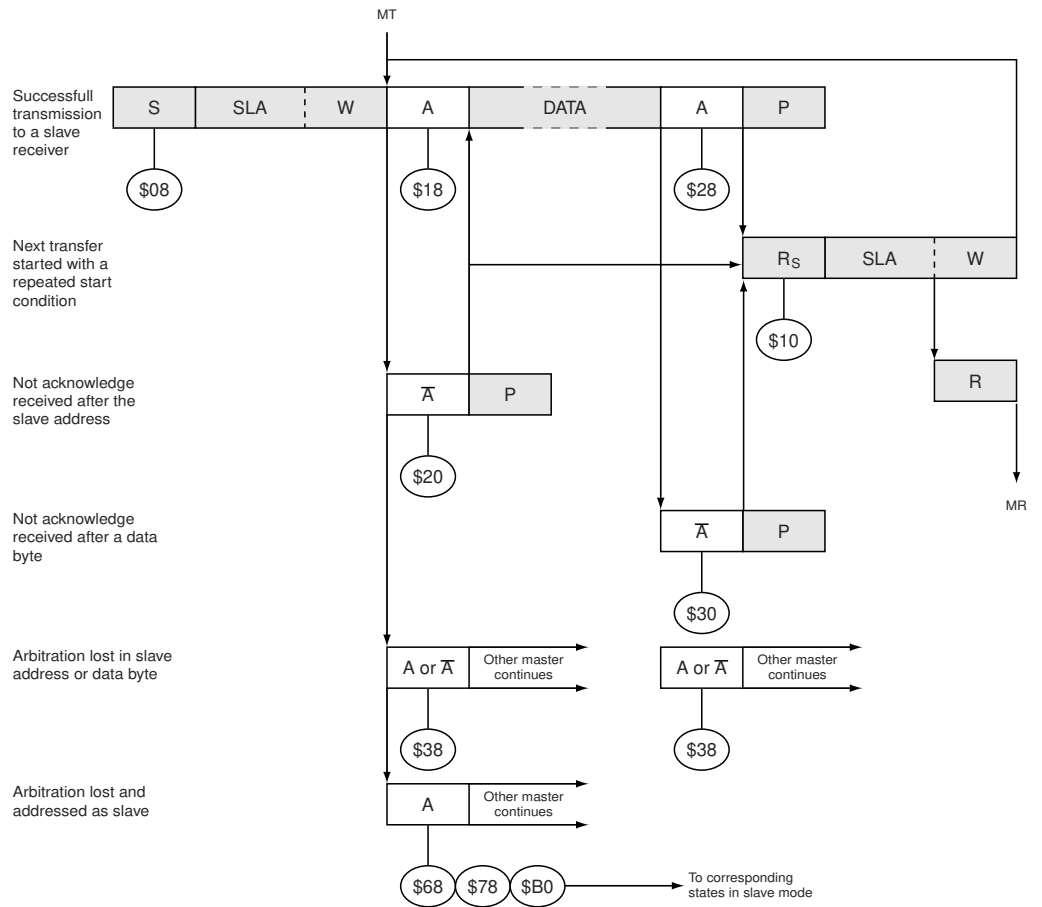 MT
Successfull
transmission
to a slave
receiver
S SLA W A DATA A P
$08 $18 $28
Next transfer
started with a
repeated start
condition
RS SLA W
$10
Not acknowledge
received after the
slave address
A̅ P
R
$20
MR
Not acknowledge
received after a data
byte
A̅ P
$30
Arbitration lost in slave
address or data byte
A or A̅ Other master
continues
A or A̅ Other master
continues
$38 $38
Arbitration lost and
addressed as slave
A Other master
continues
$68 $78 $B0
To corresponding
states in slave mode